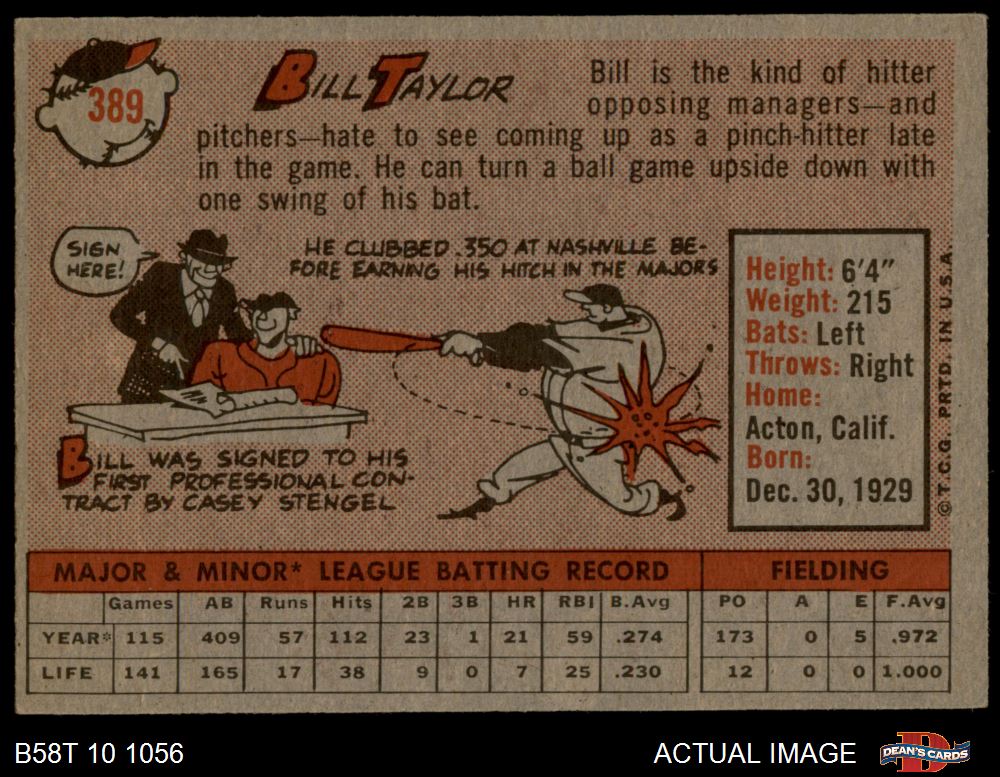 389
BILL TAYLOR
Bill is the kind of hitter
opposing managers—and
pitchers—hate to see coming up as a pinch-hitter late
in the game. He can turn a ball game upside down with
one swing of his bat.
SIGN
HERE!
HE CLUBBED .350 AT NASHVILLE BE-
FORE EARNING HIS HITCH IN THE MAJORS
BILL WAS SIGNED TO HIS
FIRST PROFESSIONAL CON-
TRACT BY CASEY STENGEL
Height: 6'4"
Weight: 215
Bats: Left
Throws: Right
Home:
Acton, Calif.
Born:
Dec. 30, 1929
© T.C.G. PRTD. IN U.S.A.
MAJOR & MINOR* LEAGUE BATTING RECORD FIELDING
Games AB Runs Hits 2B 3B HR RBI B.Avg PO A E F.Avg
YEAR* 115 409 57 112 23 1 21 59 .274 173 0 5 .972
LIFE 141 165 17 38 9 0 7 25 .230 12 0 0 1.000
B58T 10 1056
ACTUAL IMAGE
D
DEAN'S CARDS